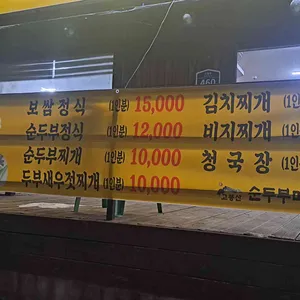 460
보쌈정식 (1인분) 15,000 김치찌개 (1인
순두부정식 (1인분) 12,000 비지찌개 (1인
순두부찌개 (1인분) 10,000 청국장 (1인
두부새우젓찌개 (1인분) 10,000 순두부